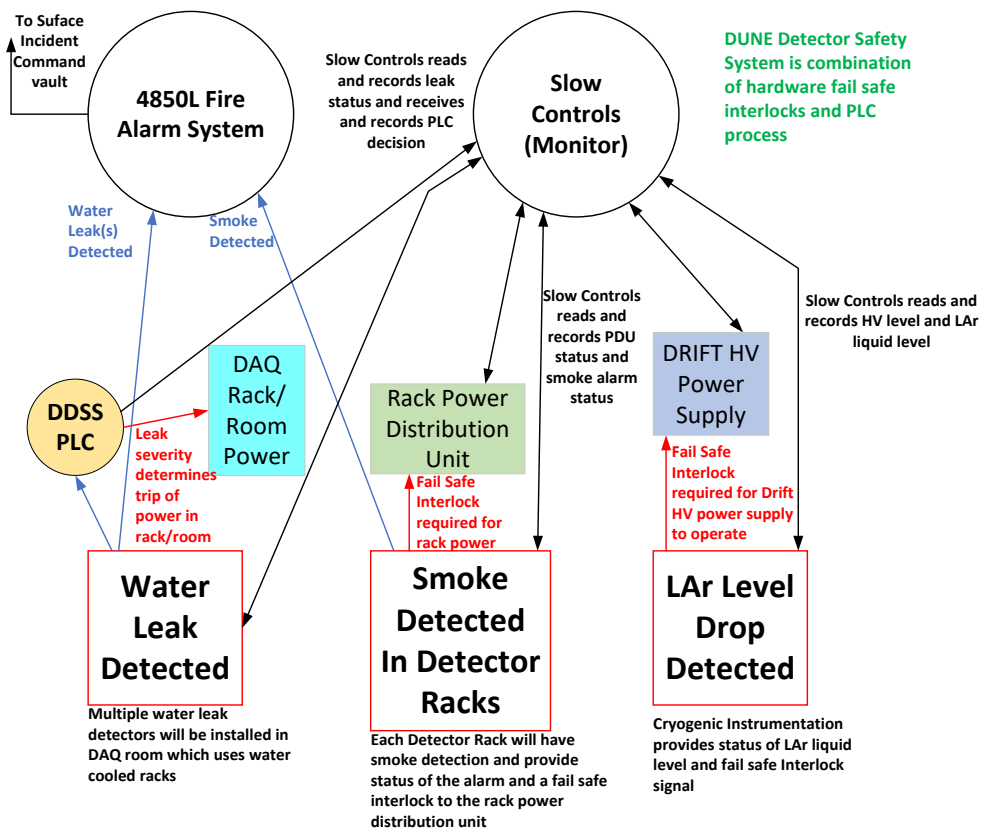 To Suface
Incident
Command
vault
4850L Fire
Alarm System
Slow Controls reads
and records leak
status and receives
and records PLC
decision
Slow
Controls
(Monitor)
DUNE Detector Safety
System is combination
of hardware fail safe
interlocks and PLC
process
Water
Leak(s)
Detected
Smoke
Detected
Slow Controls
reads and
records PDU
status and
smoke alarm
status
Slow Controls reads and
records HV level and LAr
liquid level
DDSS
PLC
DAQ
Rack/
Room
Power
Rack Power
Distribution
Unit
DRIFT HV
Power
Supply
Leak
severity
determines
trip of
power in
rack/room
Fail Safe
Interlock
required for
rack power
Fail Safe
Interlock
required for Drift
HV power supply
to operate
Water
Leak
Detected
Smoke
Detected
In Detector
Racks
LAr Level
Drop
Detected
Multiple water leak
detectors will be installed in
DAQ room which uses water
cooled racks
Each Detector Rack will have
smoke detection and provide
status of the alarm and a fail safe
interlock to the rack power
distribution unit
Cryogenic Instrumentation
provides status of LAr liquid
level and fail safe Interlock
signal